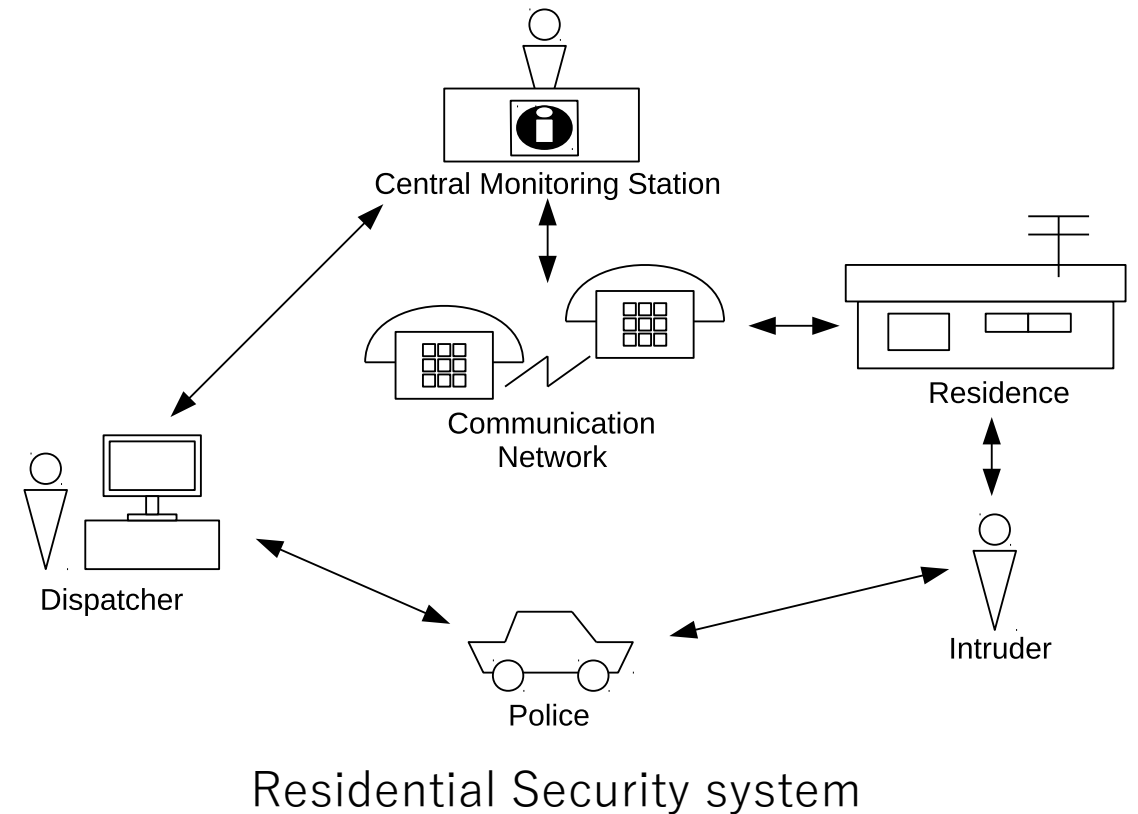 Central Monitoring Station
Communication
Network
Residence
Dispatcher
Intruder
Police
Residential Security system